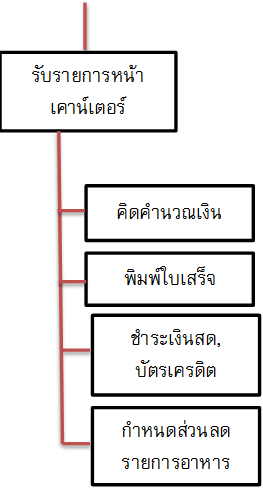 รับรายการหน้า
เคาน์เตอร์
คิดคำนวณเงิน
พิมพ์ใบเสร็จ
ชำระเงินสด,
บัตรเครดิต
กำหนดส่วนลด
รายการอาหาร